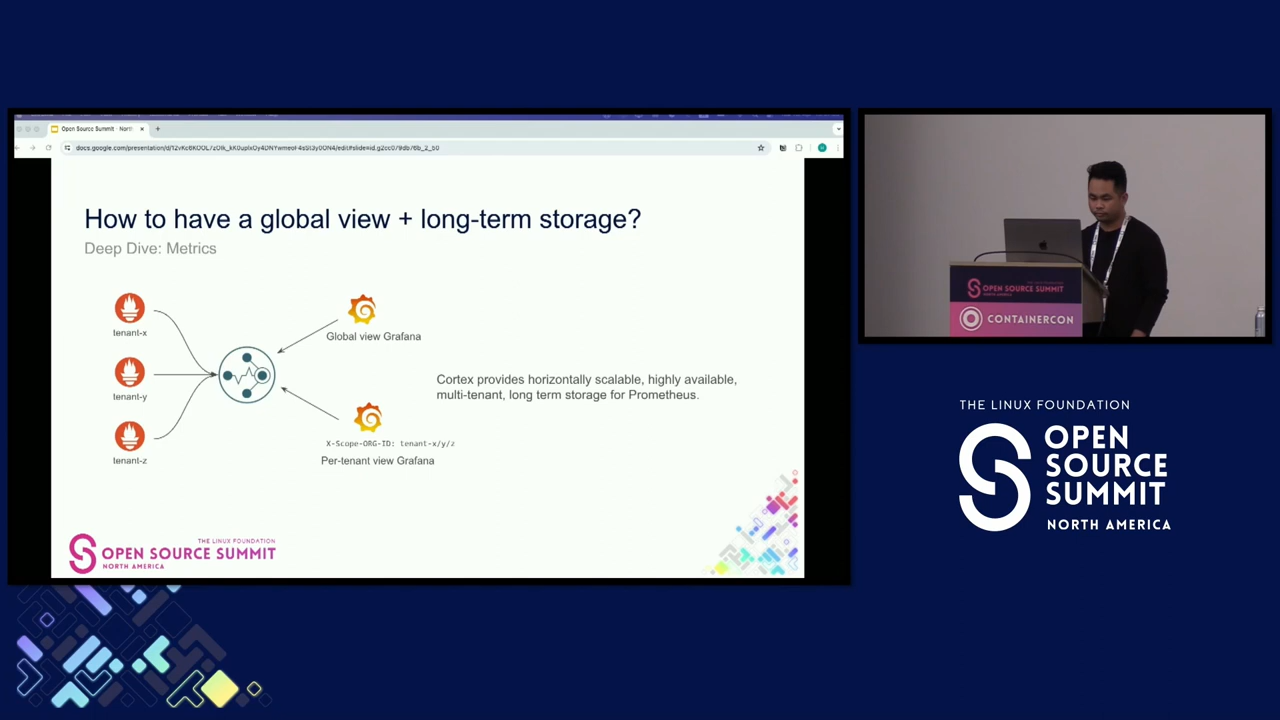 Open Source Summit - North
How to have a global view + long-term storage?
Deep Dive: Metrics
tenant-x
tenant-y
tenant-z
Global view Grafana
X-Scope-ORG-ID: tenant-x/y/z
Per-tenant view Grafana
Cortex provides horizontally scalable, highly available,
multi-tenant, long term storage for Prometheus.
THE LINUX FOUNDATION
OPEN SOURCE SUMMIT
NORTH AMERICA
OPEN SOURCE SUMMIT
NORTH AMERICA
CONTAINERCON
THE LINUX FOUNDATION
OPEN
SOURCE
SUMMIT
NORTH AMERICA